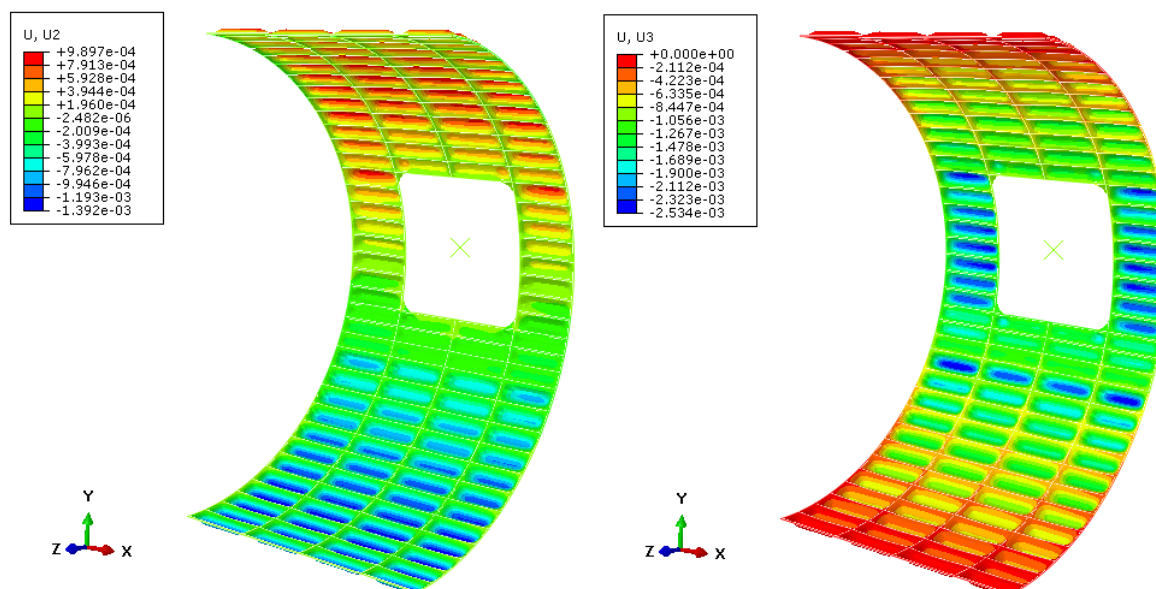 U, U2
+9.897e-04
+7.913e-04
+5.928e-04
+3.944e-04
+1.960e-04
-2.482e-06
-2.009e-04
-3.993e-04
-5.978e-04
-7.962e-04
-9.946e-04
-1.193e-03
-1.392e-03
Y
Z
X
U, U3
+0.000e+00
-2.112e-04
-4.223e-04
-6.335e-04
-8.447e-04
-1.056e-03
-1.267e-03
-1.478e-03
-1.689e-03
-1.900e-03
-2.112e-03
-2.323e-03
-2.534e-03
Y
Z
X